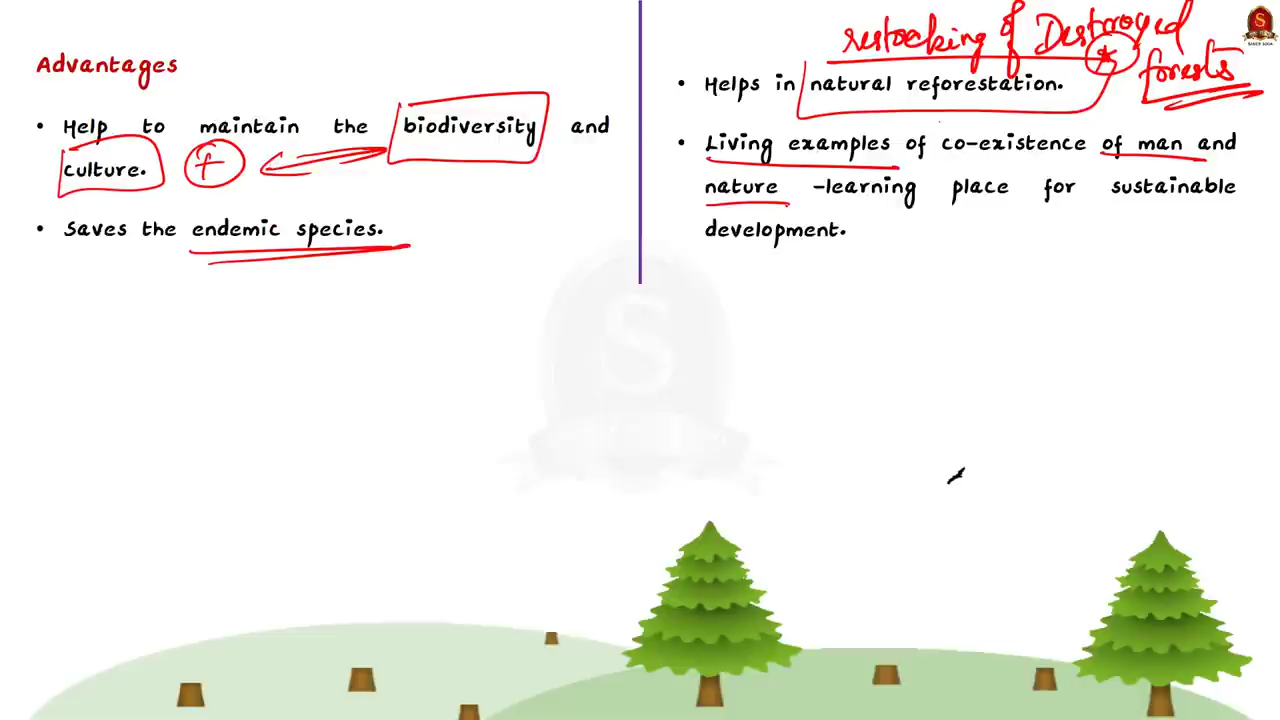 Advantages
• Help to maintain the biodiversity and
culture. +
• Saves the endemic species.
restocking of Destroyed
forests
• Helps in natural reforestation.
• Living examples of co-existence of man and
nature -learning place for sustainable
development.
S